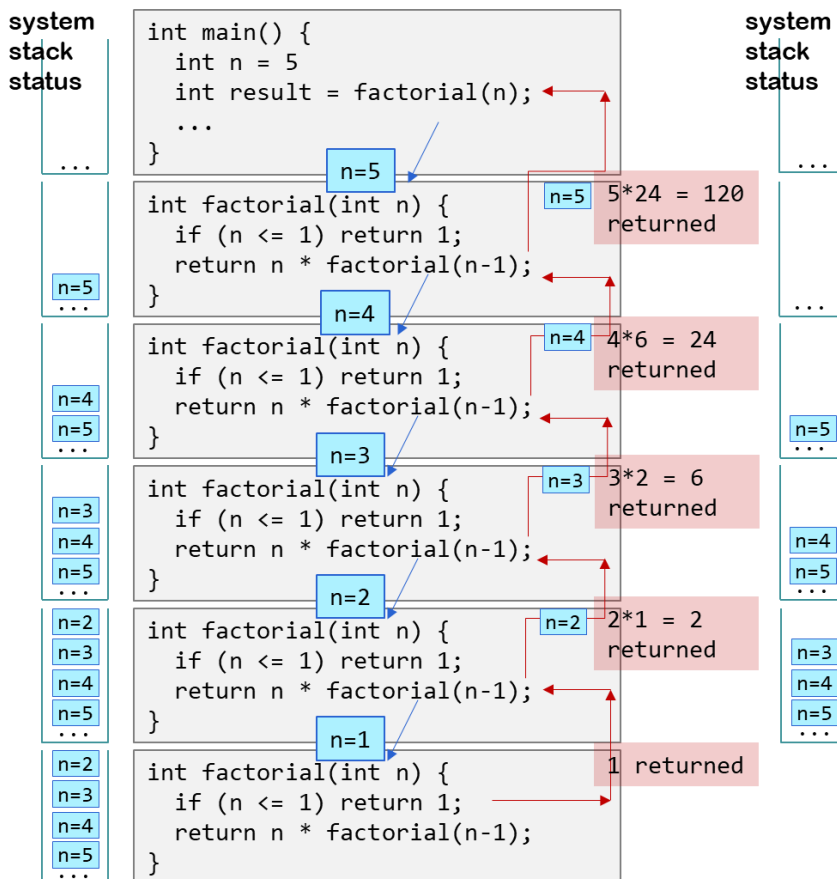 system
stack
status
...
int main() {
int n = 5
int result = factorial(n);
...
}
system
stack
status
...
n=5
n=5
...
int factorial(int n) {
if (n <= 1) return 1;
return n * factorial(n-1);
}
n=5
5*24 = 120
returned
...
n=4
n=4
n=5
...
int factorial(int n) {
if (n <= 1) return 1;
return n * factorial(n-1);
}
n=4
4*6 = 24
returned
n=5
...
n=3
n=3
n=4
n=5
...
int factorial(int n) {
if (n <= 1) return 1;
return n * factorial(n-1);
}
n=3
3*2 = 6
returned
n=4
n=5
...
n=2
n=2
n=3
n=4
n=5
...
int factorial(int n) {
if (n <= 1) return 1;
return n * factorial(n-1);
}
n=2
2*1 = 2
returned
n=3
n=4
n=5
...
n=1
n=2
n=3
n=4
n=5
...
int factorial(int n) {
if (n <= 1) return 1;
return n * factorial(n-1);
}
1 returned